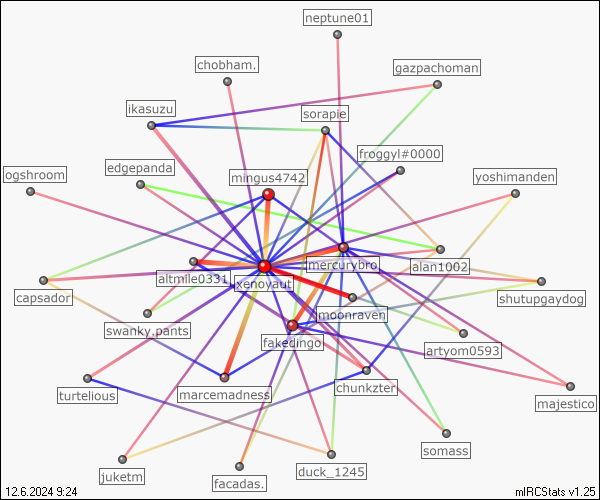 neptune01
chobham.
gazpachoman
ikasuzu
sorapie
froggyl#0000
edgepanda
ogshroom
mingus4742
yoshimanden
mercurybro
alan1002
altmile0331
xenoyaut
capsador
shutupgaydog
moonraven
swanky.pants
fakedingo
artyom0593
chunkzter
turtelious
marcemadness
majestico
somass
juketm
facadas.
duck_1245
12.6.2024 9:24
mIRCStats v1.25